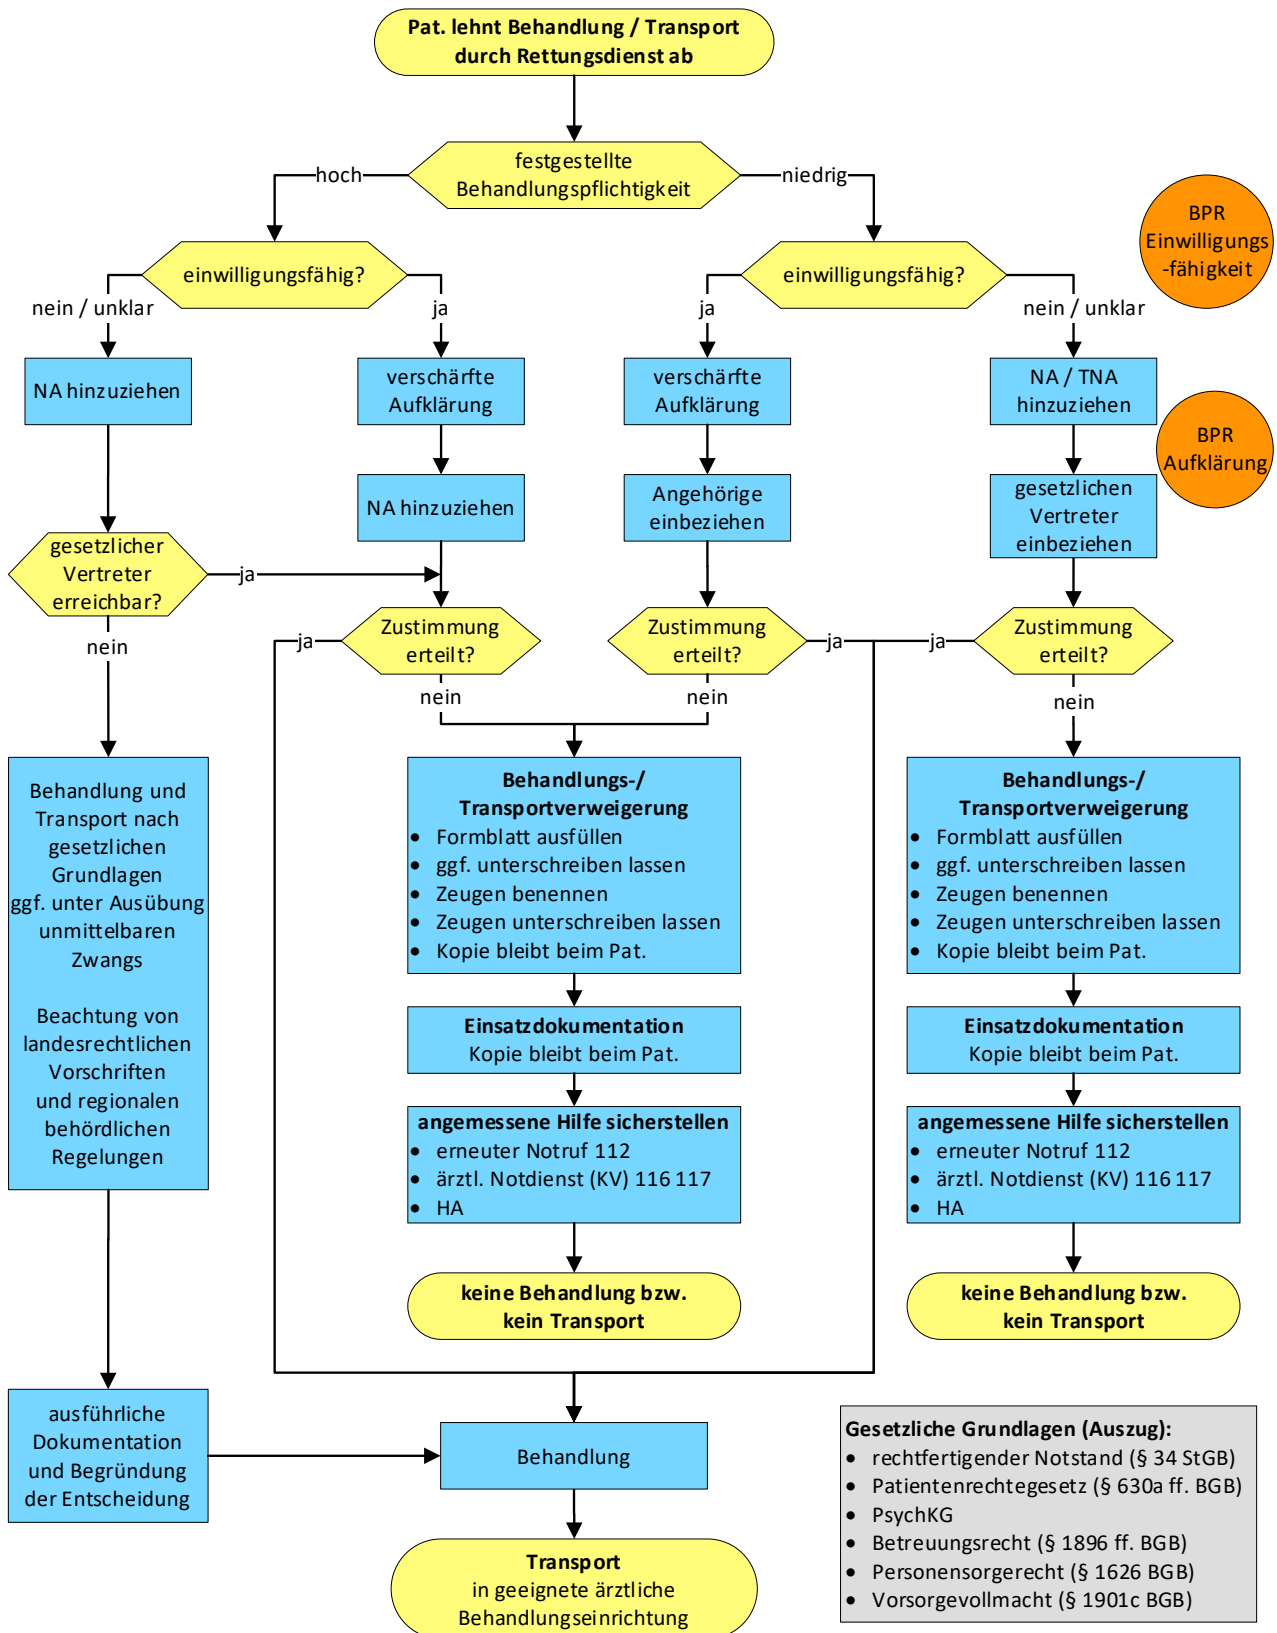 Pat. lehnt Behandlung / Transport
durch Rettungsdienst ab
festgestellte
Behandlungspflichtigkeit
hoch
niedrig
BPR
Einwilligungs
-fähigkeit
einwilligungsfähig?
einwilligungsfähig?
nein / unklar
ja
ja
nein / unklar
NA hinzuziehen
verschärfte
Aufklärung
verschärfte
Aufklärung
NA / TNA
hinzuziehen
BPR
Aufklärung
NA hinzuziehen
Angehörige
einbeziehen
gesetzlichen
Vertreter
einbeziehen
gesetzlicher
Vertreter
erreichbar?
ja
nein
ja
Zustimmung
erteilt?
Zustimmung
erteilt?
ja
ja
Zustimmung
erteilt?
nein
nein
nein
Behandlung und
Transport nach
gesetzlichen
Grundlagen
ggf. unter Ausübung
unmittelbaren
Zwangs
Beachtung von
landesrechtlichen
Vorschriften
und regionalen
behördlichen
Regelungen
Behandlungs-/
Transportverweigerung
• Formblatt ausfüllen
• ggf. unterschreiben lassen
• Zeugen benennen
• Zeugen unterschreiben lassen
• Kopie bleibt beim Pat.
Behandlungs-/
Transportverweigerung
• Formblatt ausfüllen
• ggf. unterschreiben lassen
• Zeugen benennen
• Zeugen unterschreiben lassen
• Kopie bleibt beim Pat.
Einsatzdokumentation
Kopie bleibt beim Pat.
Einsatzdokumentation
Kopie bleibt beim Pat.
angemessene Hilfe sicherstellen
• erneuter Notruf 112
• ärztl. Notdienst (KV) 116 117
• HA
angemessene Hilfe sicherstellen
• erneuter Notruf 112
• ärztl. Notdienst (KV) 116 117
• HA
keine Behandlung bzw.
kein Transport
keine Behandlung bzw.
kein Transport
ausführliche
Dokumentation
und Begründung
der Entscheidung
Behandlung
Transport
in geeignete ärztliche
Behandlungseinrichtung
Gesetzliche Grundlagen (Auszug):
• rechtfertigender Notstand (§ 34 StGB)
• Patientenrechtegesetz (§ 630a ff. BGB)
• PsychKG
• Betreuungsrecht (§ 1896 ff. BGB)
• Personensorgerecht (§ 1626 BGB)
• Vorsorgevollmacht (§ 1901c BGB)